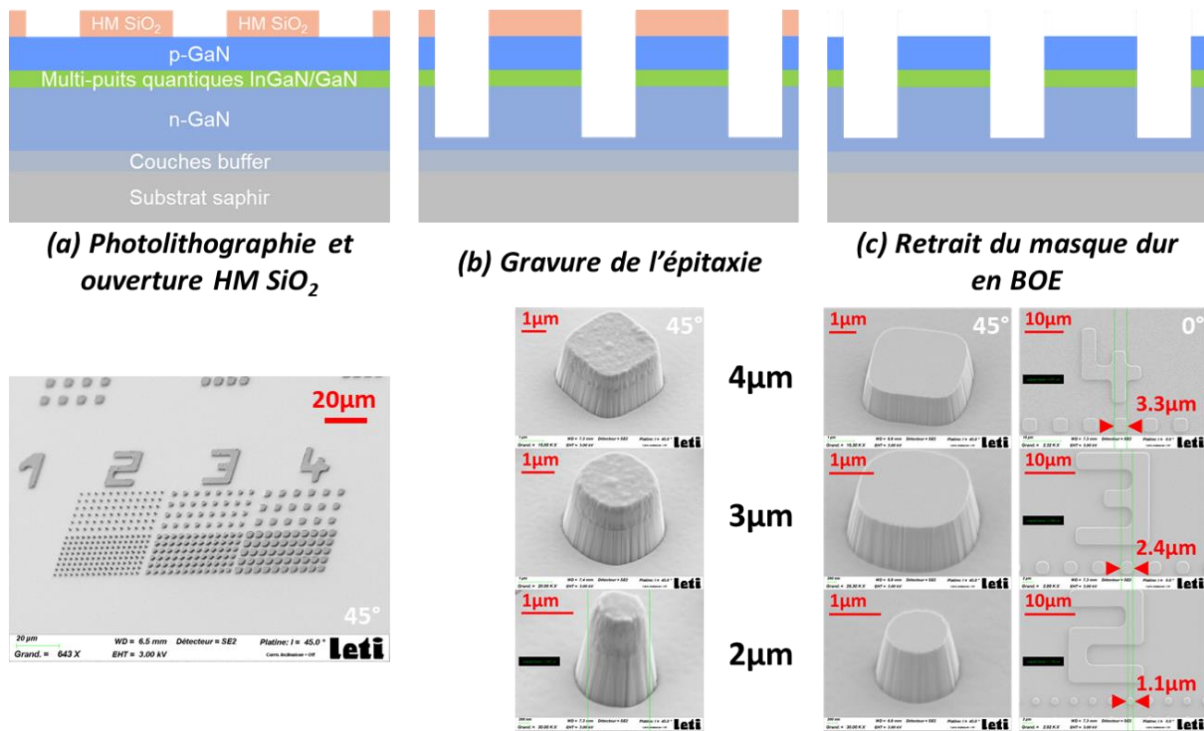 HM SiO₂ HM SiO₂
p-GaN
Multi-puits quantiques InGaN/GaN
n-GaN
Couches buffer
Substrat saphir
(a) Photolithographie et
ouverture HM SiO₂
(b) Gravure de l'épitaxie
(c) Retrait du masque dur
en BOE
20µm
1 2 3 4
45°
20 µm
Grand. = 643 X
WD = 6.5 mm
EHT = 3.00 kV
Détecteur = SE2
Platine: I = 45.0 °
leti
1µm 45°
leti
4µm
1µm 45°
leti
10µm 0°
4
3.3µm
leti
1µm
leti
3µm
1µm
leti
10µm
3
2.4µm
leti
1µm
leti
2µm
1µm
leti
10µm
2
1.1µm
leti